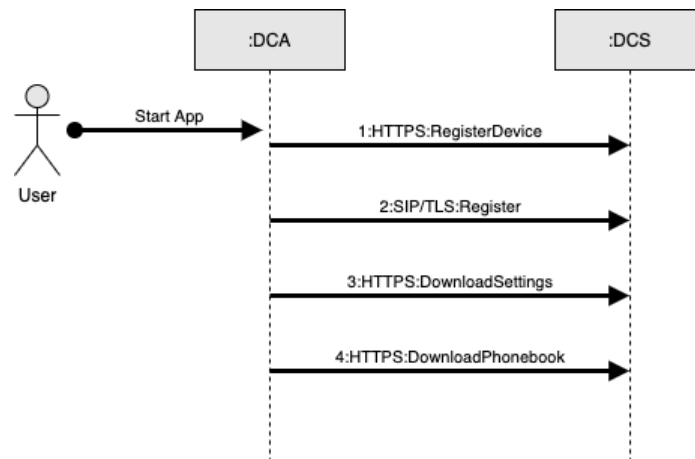 :DCA
:DCS
Start App
1:HTTPS:RegisterDevice
User
2:SIP/TLS:Register
3:HTTPS:DownloadSettings
4:HTTPS:DownloadPhonebook